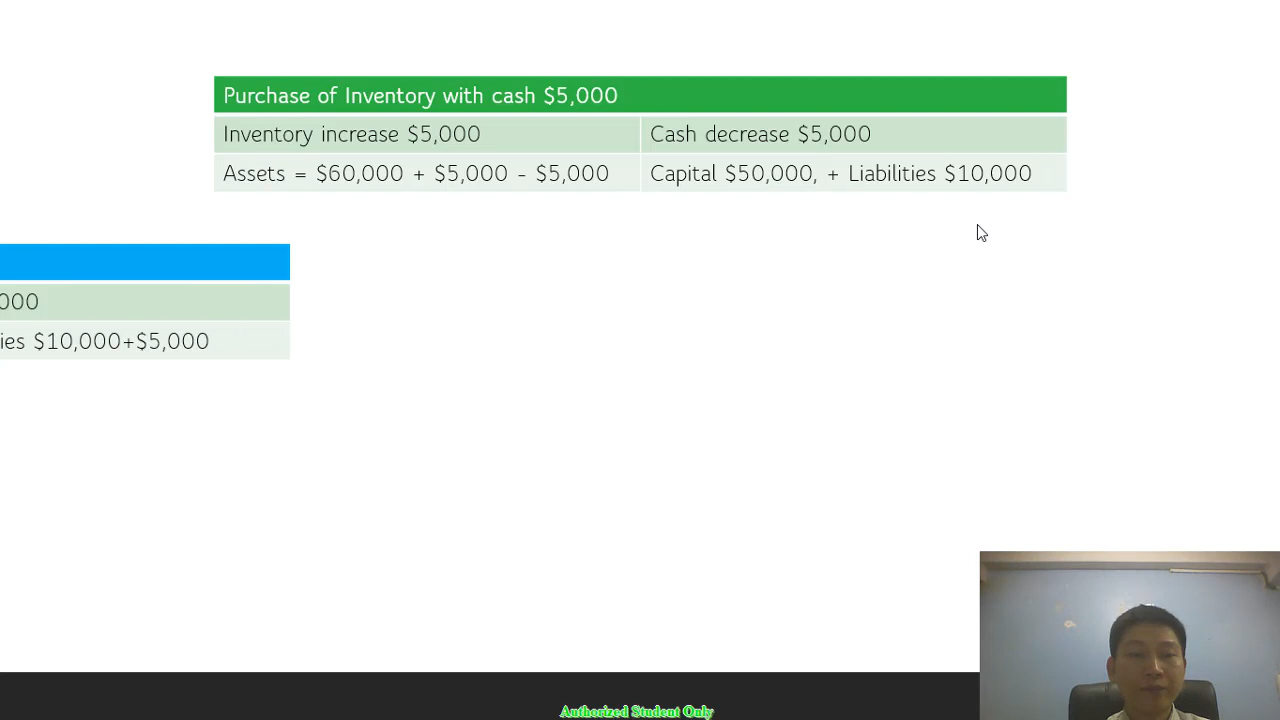 Purchase of Inventory with cash $5,000
Inventory increase $5,000
Cash decrease $5,000
Assets = $60,000 + $5,000 - $5,000
Capital $50,000, + Liabilities $10,000
000
ies $10,000+$5,000
Authorized Student Only